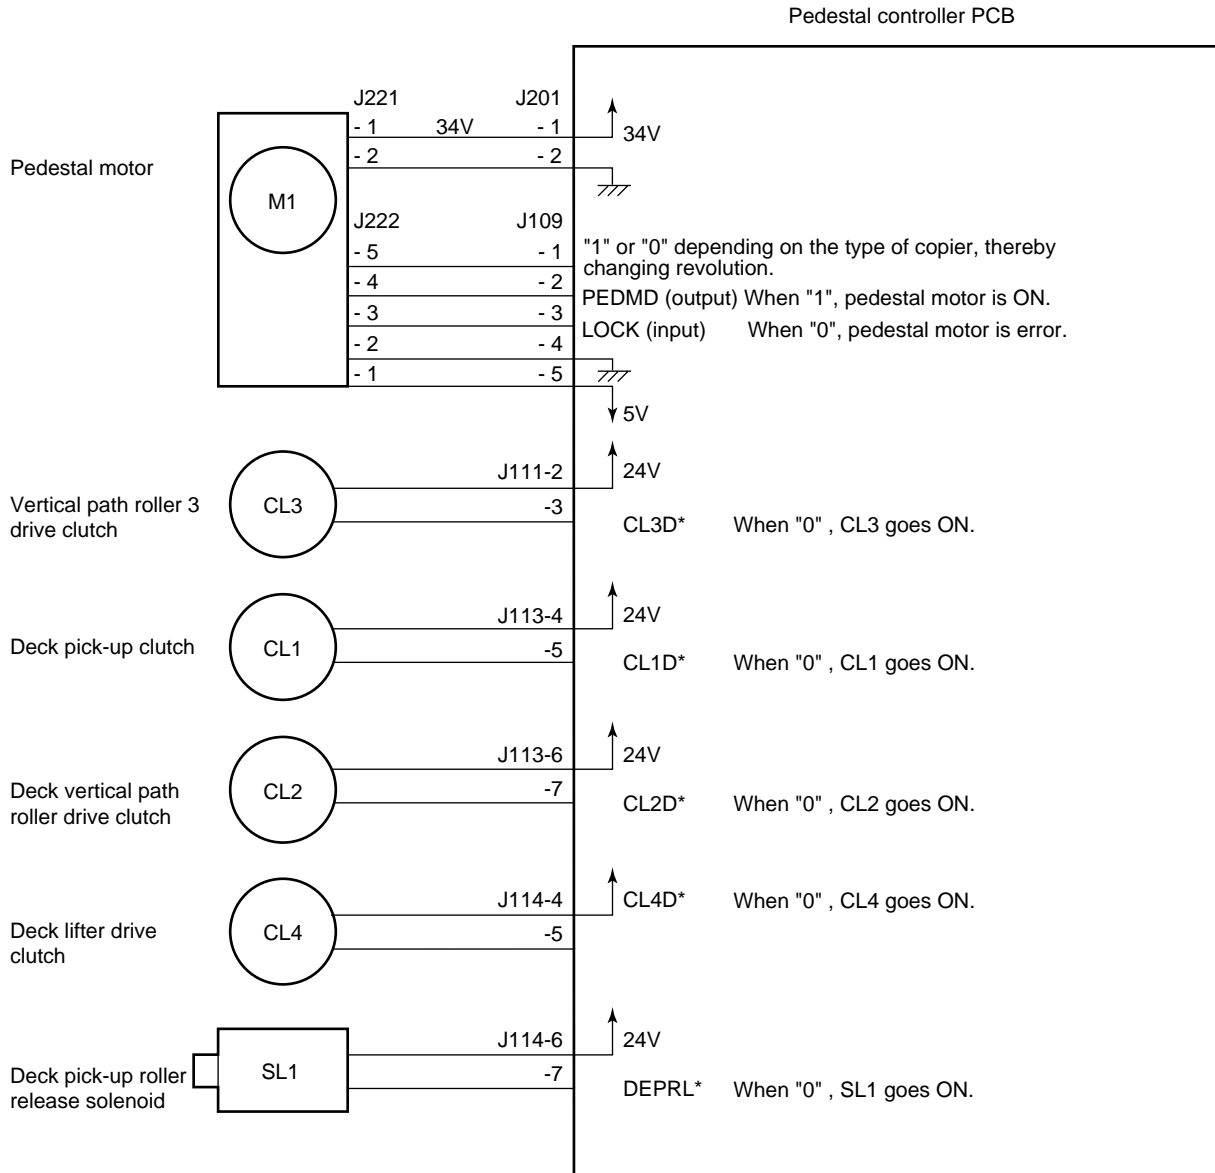 Pedestal controller PCB
J221 J201
- 1 34V - 1 34V
- 2 - 2
Pedestal motor
M1
J222 J109
- 5 - 1 "1" or "0" depending on the type of copier, thereby
changing revolution.
- 4 - 2
PEDMD (output) When "1", pedestal motor is ON.
- 3 - 3
LOCK (input) When "0", pedestal motor is error.
- 2 - 4
- 1 - 5
5V
J111-2 24V
Vertical path roller 3
drive clutch
CL3 -3
CL3D* When "0" , CL3 goes ON.
J113-4 24V
Deck pick-up clutch CL1 -5
CL1D* When "0" , CL1 goes ON.
J113-6 24V
Deck vertical path
roller drive clutch
CL2 -7
CL2D* When "0" , CL2 goes ON.
J114-4 CL4D* When "0" , CL4 goes ON.
Deck lifter drive
clutch
CL4 -5
J114-6 24V
Deck pick-up roller
release solenoid
SL1 -7
DEPRL* When "0" , SL1 goes ON.